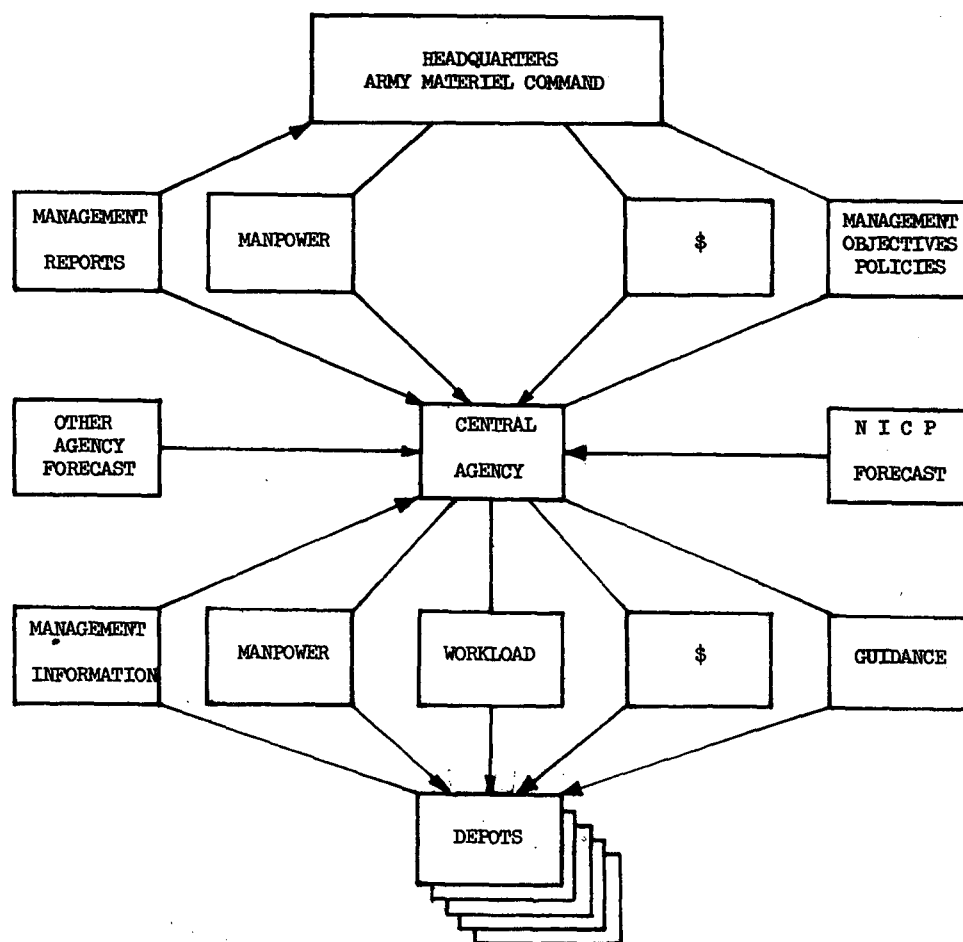 HEADQUARTERS
ARMY MATERIEL COMMAND
MANAGEMENT
REPORTS
MANPOWER
$
MANAGEMENT
OBJECTIVES
POLICIES
OTHER
AGENCY
FORECAST
CENTRAL
AGENCY
N I C P
FORECAST
MANAGEMENT
INFORMATION
MANPOWER
WORKLOAD
$
GUIDANCE
DEPOTS